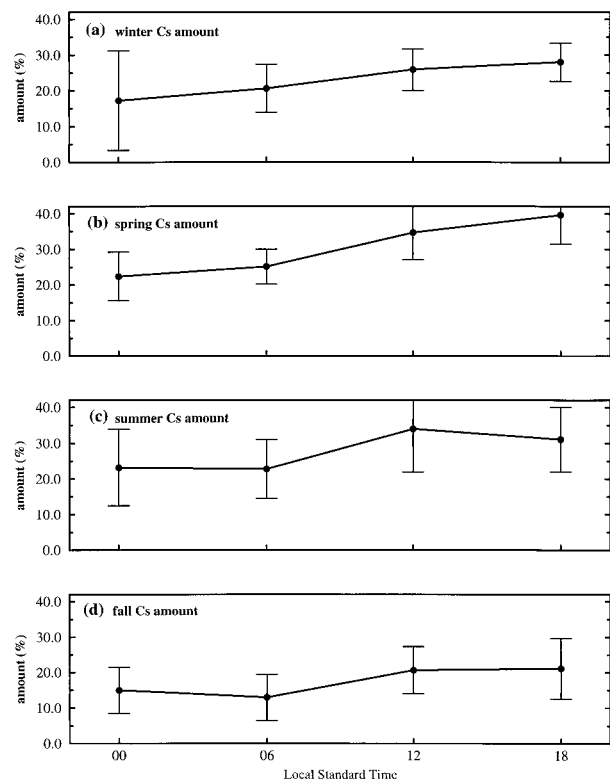 40.0
(a) winter Cs amount
30.0
20.0
10.0
0.0
amount (%)
40.0
(b) spring Cs amount
30.0
20.0
10.0
0.0
amount (%)
40.0
(c) summer Cs amount
30.0
20.0
10.0
0.0
amount (%)
40.0
(d) fall Cs amount
30.0
20.0
10.0
0.0
amount (%)
00 06 12 18
Local Standard Time